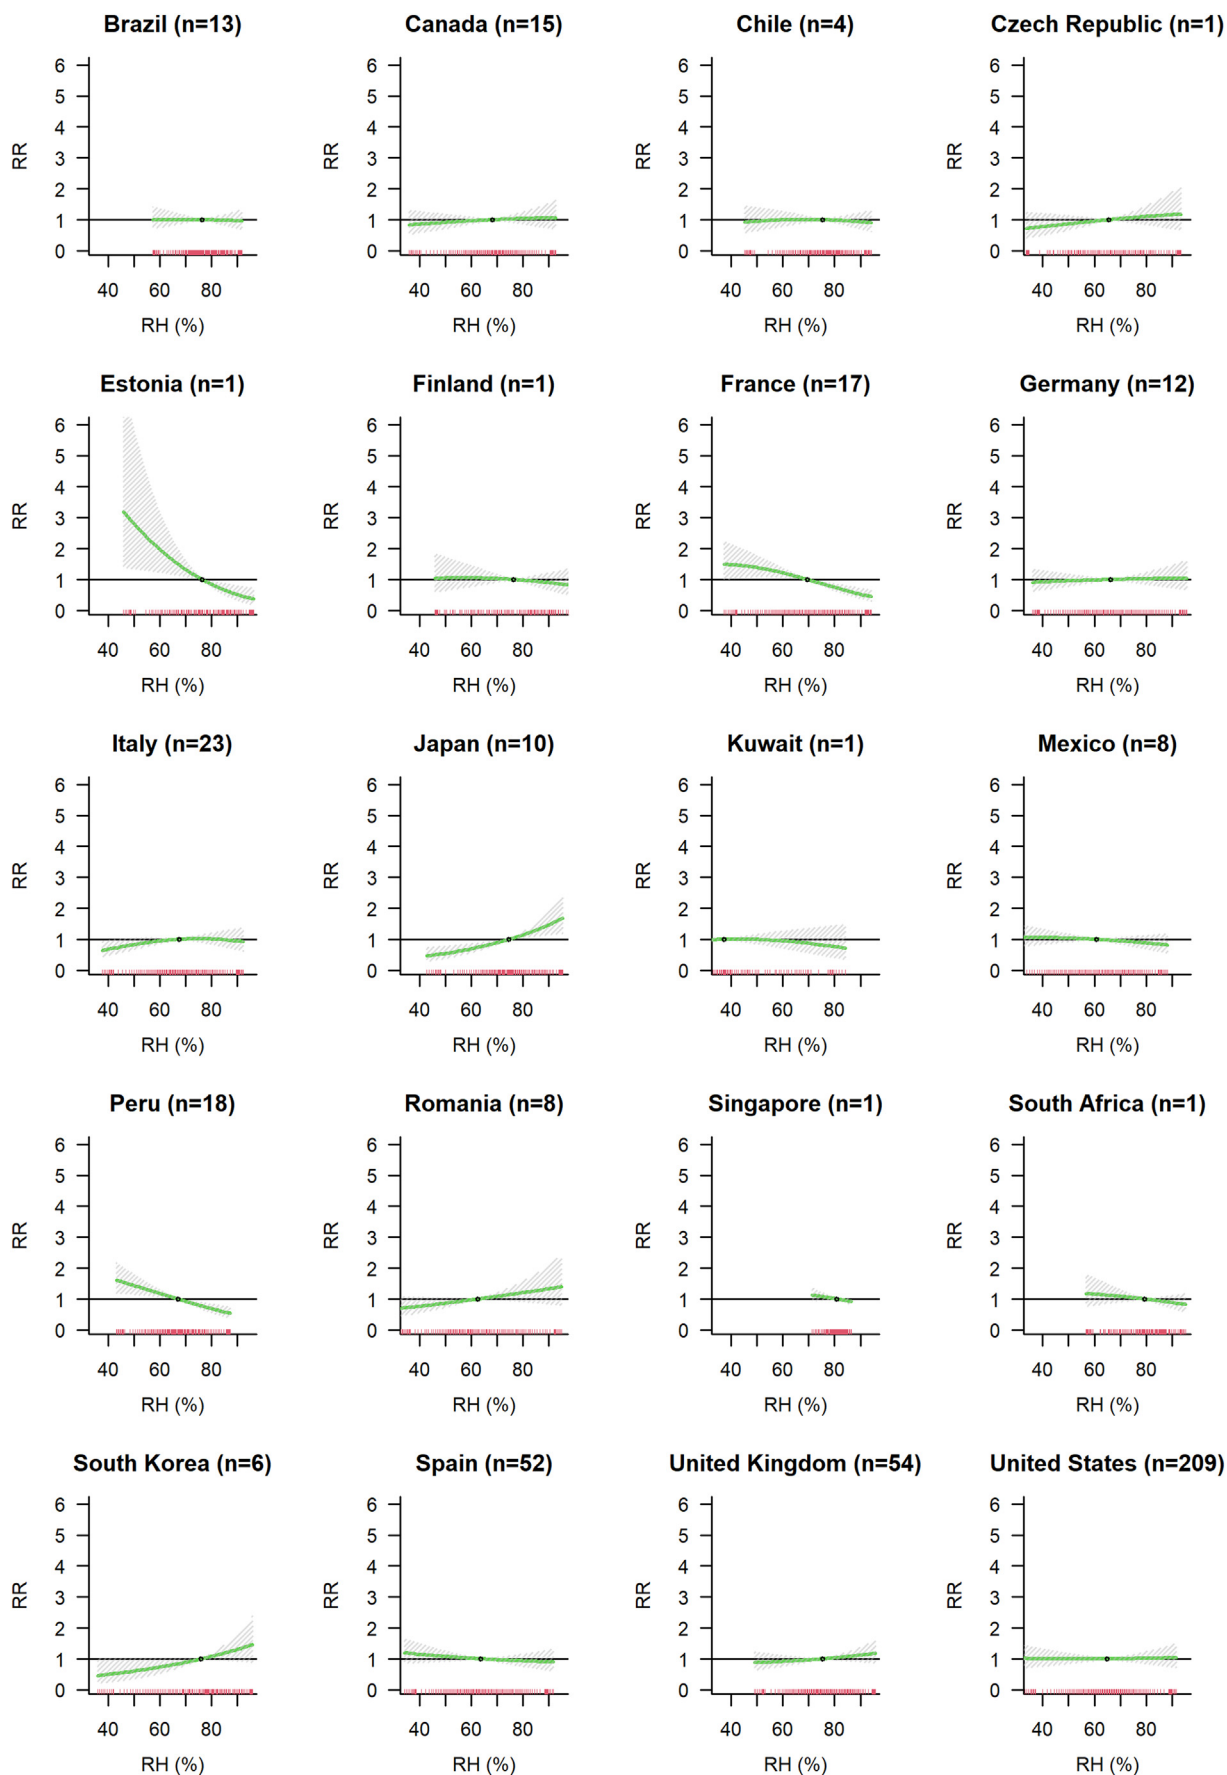 Brazil (n=13)
Canada (n=15)
Chile (n=4)
Czech Republic (n=1)
RR
6
5
4
3
2
1
0
40 60 80
RH (%)
RR
6
5
4
3
2
1
0
40 60 80
RH (%)
RR
6
5
4
3
2
1
0
40 60 80
RH (%)
RR
6
5
4
3
2
1
0
40 60 80
RH (%)
Estonia (n=1)
Finland (n=1)
France (n=17)
Germany (n=12)
RR
6
5
4
3
2
1
0
40 60 80
RH (%)
RR
6
5
4
3
2
1
0
40 60 80
RH (%)
RR
6
5
4
3
2
1
0
40 60 80
RH (%)
RR
6
5
4
3
2
1
0
40 60 80
RH (%)
Italy (n=23)
Japan (n=10)
Kuwait (n=1)
Mexico (n=8)
RR
6
5
4
3
2
1
0
40 60 80
RH (%)
RR
6
5
4
3
2
1
0
40 60 80
RH (%)
RR
6
5
4
3
2
1
0
40 60 80
RH (%)
RR
6
5
4
3
2
1
0
40 60 80
RH (%)
Peru (n=18)
Romania (n=8)
Singapore (n=1)
South Africa (n=1)
RR
6
5
4
3
2
1
0
40 60 80
RH (%)
RR
6
5
4
3
2
1
0
40 60 80
RH (%)
RR
6
5
4
3
2
1
0
40 60 80
RH (%)
RR
6
5
4
3
2
1
0
40 60 80
RH (%)
South Korea (n=6)
Spain (n=52)
United Kingdom (n=54)
United States (n=209)
RR
6
5
4
3
2
1
0
40 60 80
RH (%)
RR
6
5
4
3
2
1
0
40 60 80
RH (%)
RR
6
5
4
3
2
1
0
40 60 80
RH (%)
RR
6
5
4
3
2
1
0
40 60 80
RH (%)